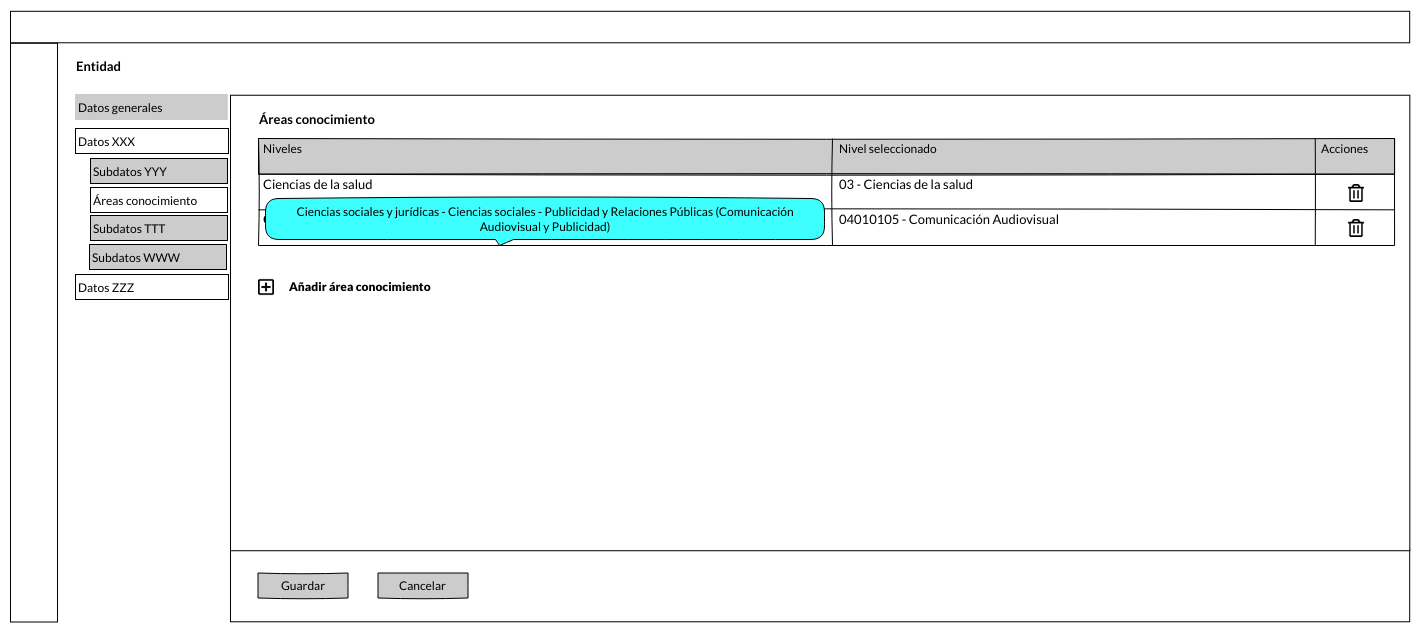 Entidad
Datos generales
Datos XXX
Subdatos YYY
Áreas conocimiento
Subdatos TTT
Subdatos WWW
Datos ZZZ
Áreas conocimiento
Niveles
Nivel seleccionado
Acciones
Ciencias de la salud
03 - Ciencias de la salud
Ciencias sociales y jurídicas - Ciencias sociales - Publicidad y Relaciones Públicas (Comunicación
Audiovisual y Publicidad)
04010105 - Comunicación Audiovisual
Añadir área conocimiento
Guardar
Cancelar